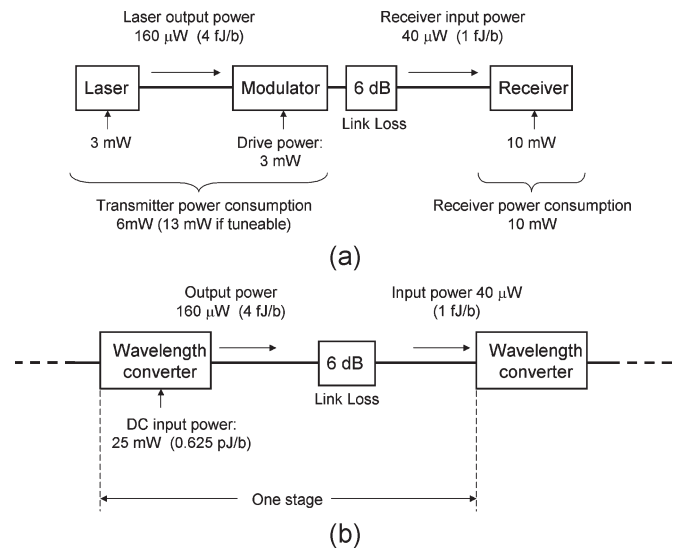 Laser output power
160 μW (4 fJ/b)
Receiver input power
40 μW (1 fJ/b)
Laser
Modulator
6 dB
Receiver
Link Loss
3 mW
Drive power:
3 mW
10 mW
Transmitter power consumption
6mW (13 mW if tuneable)
Receiver power consumption
10 mW
(a)
Output power
160 μW (4 fJ/b)
Input power 40 μW
(1 fJ/b)
Wavelength
converter
6 dB
Wavelength
converter
Link Loss
DC input power:
25 mW (0.625 pJ/b)
One stage
(b)